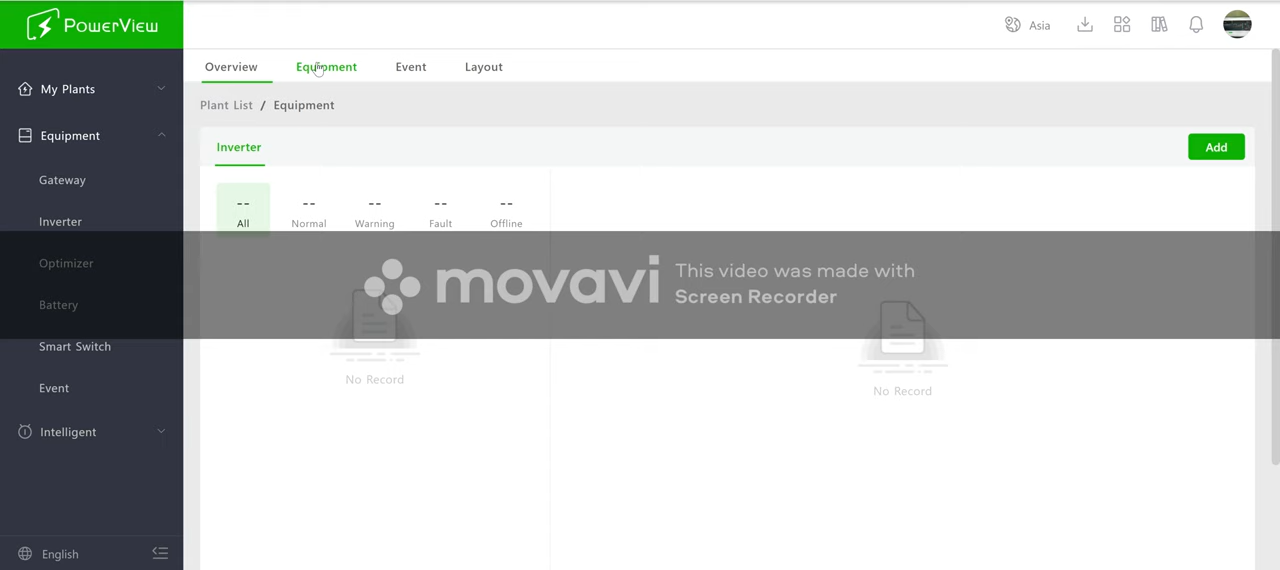 PowerView
Asia
Overview Equipment Event Layout
My Plants
Plant List / Equipment
Equipment
Inverter
Add
Gateway
-- -- -- -- --
All Normal Warning Fault Offline
Inverter
Optimizer
Battery
movavi
This video was made with
Screen Recorder
Smart Switch
No Record
No Record
Event
Intelligent
English